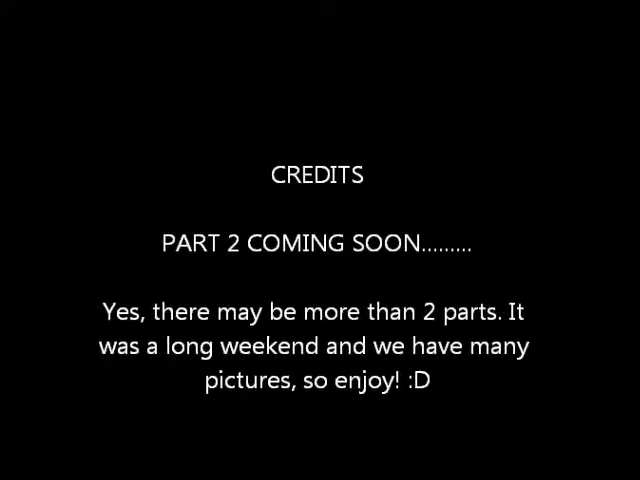 CREDITS
PART 2 COMING SOON.........
Yes, there may be more than 2 parts. It
was a long weekend and we have many
pictures, so enjoy! :D